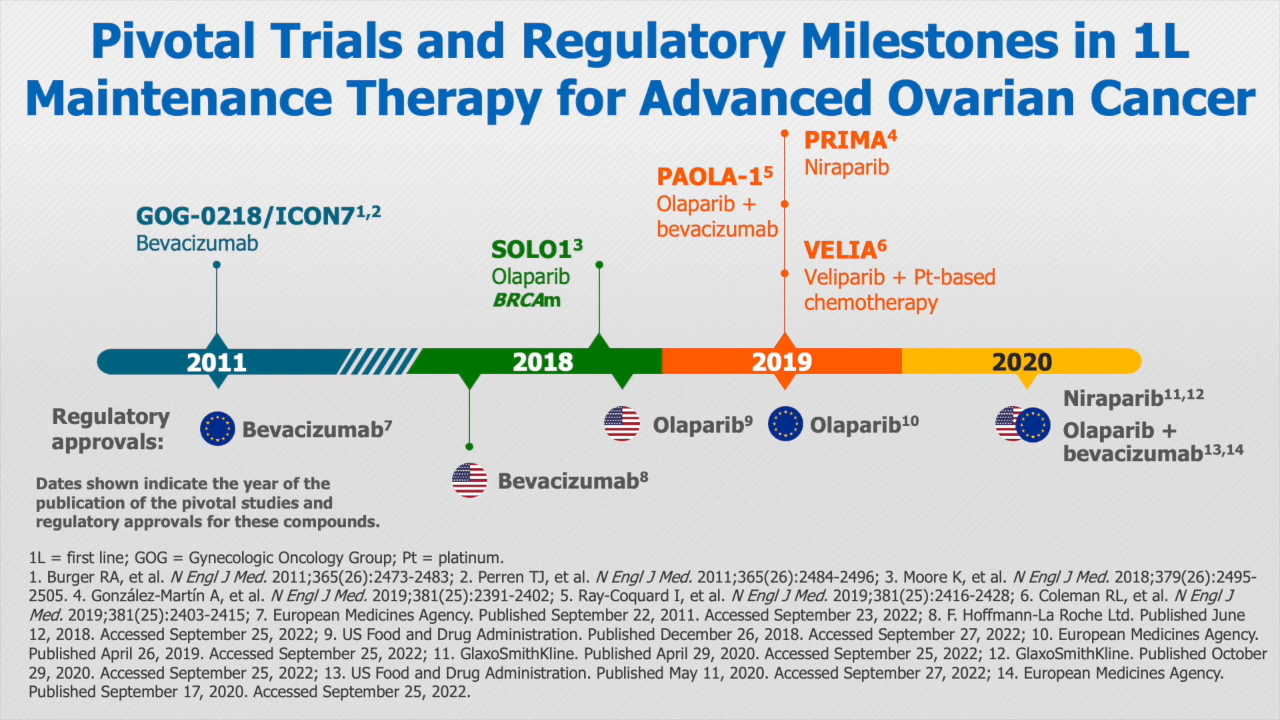 Pivotal Trials and Regulatory Milestones in 1L
Maintenance Therapy for Advanced Ovarian Cancer
PRIMA⁴
Niraparib
PAOLA-1⁵
Olaparib +
bevacizumab
GOG-0218/ICON7¹,²
Bevacizumab
SOLO1³
Olaparib
BRCAm
VELIA⁶
Veliparib + Pt-based
chemotherapy
2011
2018
2019
2020
Regulatory
approvals:
Bevacizumab⁷
Bevacizumab⁸
Olaparib⁹
Olaparib¹⁰
Niraparib¹¹,¹²
Olaparib +
bevacizumab¹³,¹⁴
Dates shown indicate the year of the
publication of the pivotal studies and
regulatory approvals for these compounds.
1L = first line; GOG = Gynecologic Oncology Group; Pt = platinum.
1. Burger RA, et al. N Engl J Med. 2011;365(26):2473-2483; 2. Perren TJ, et al. N Engl J Med. 2011;365(26):2484-2496; 3. Moore K, et al. N Engl J Med. 2018;379(26):2495-
2505. 4. González-Martín A, et al. N Engl J Med. 2019;381(25):2391-2402; 5. Ray-Coquard I, et al. N Engl J Med. 2019;381(25):2416-2428; 6. Coleman RL, et al. N Engl J
Med. 2019;381(25):2403-2415; 7. European Medicines Agency. Published September 22, 2011. Accessed September 23, 2022; 8. F. Hoffmann-La Roche Ltd. Published June
12, 2018. Accessed September 25, 2022; 9. US Food and Drug Administration. Published December 26, 2018. Accessed September 27, 2022; 10. European Medicines Agency.
Published April 26, 2019. Accessed September 25, 2022; 11. GlaxoSmithKline. Published April 29, 2020. Accessed September 25, 2022; 12. GlaxoSmithKline. Published October
29, 2020. Accessed September 25, 2022; 13. US Food and Drug Administration. Published May 11, 2020. Accessed September 27, 2022; 14. European Medicines Agency.
Published September 17, 2020. Accessed September 25, 2022.